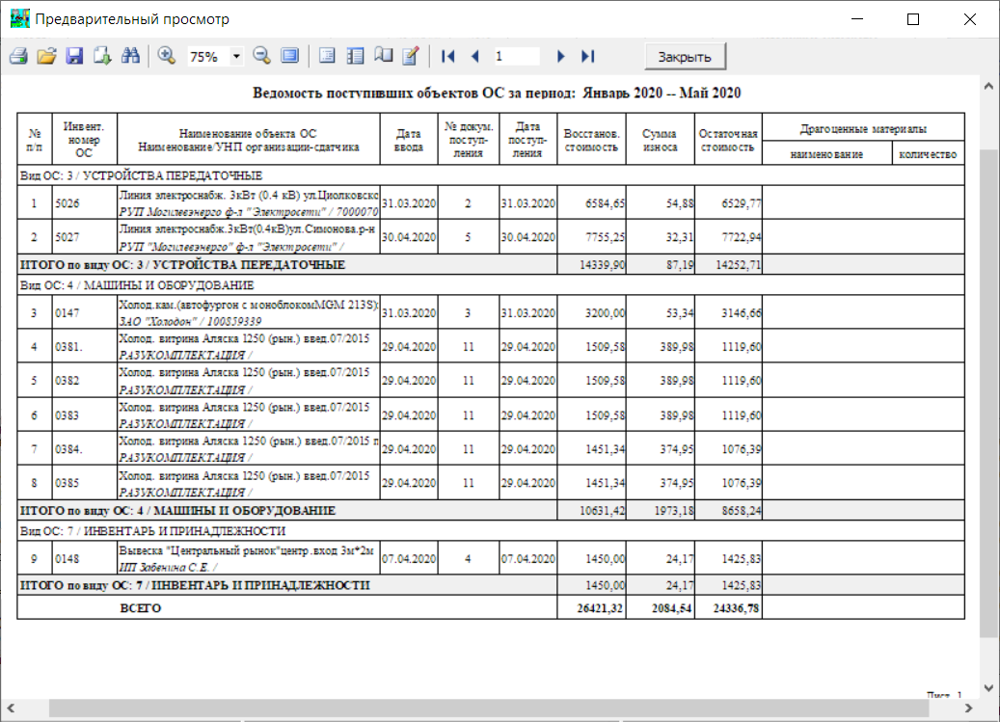 Предварительный просмотр
75%
1
Закрыть
Ведомость поступивших объектов ОС за период: Январь 2020 -- Май 2020
№ п/п Инвент. номер ОС Наименование объекта ОС Наименование/УНП организации-сдатчика Дата ввода № докум. поступ-ления Дата поступ-ления Восстанов. стоимость Сумма износа Остаточная стоимость Драгоценные материалы
наименование количество
Вид ОС: 3 / УСТРОЙСТВА ПЕРЕДАТОЧНЫЕ
1 5026 Линия электроснабж. 3кВт (0.4 кВ) ул.Циолковско 31.03.2020 2 31.03.2020 6584,65 54,88 6529,77
РУП Могилевэнерго ф-л "Электросети" / 7000070
2 5027 Линия электроснабж.3кВт(0.4кВ)ул.Симонова.р-н 30.04.2020 5 30.04.2020 7755,25 32,31 7722,94
РУП "Могилевэнерго" ф-л "Электросети" /
ИТОГО по виду ОС: 3 / УСТРОЙСТВА ПЕРЕДАТОЧНЫЕ 14339,90 87,19 14252,71
Вид ОС: 4 / МАШИНЫ И ОБОРУДОВАНИЕ
3 0147 Холод.кам.(автофургон с моноблокомMGM 213S); 31.03.2020 3 31.03.2020 3200,00 53,34 3146,66
ЗАО "Холодон" / 100859339
4 0381. Холод. витрина Аляска 1250 (рын.) введ.07/2015 29.04.2020 11 29.04.2020 1509,58 389,98 1119,60
РАЗУКОМПЛЕКТАЦИЯ /
5 0382 Холод. витрина Аляска 1250 (рын.) введ.07/2015 29.04.2020 11 29.04.2020 1509,58 389,98 1119,60
РАЗУКОМПЛЕКТАЦИЯ /
6 0383 Холод. витрина Аляска 1250 (рын.) введ.07/2015 29.04.2020 11 29.04.2020 1509,58 389,98 1119,60
РАЗУКОМПЛЕКТАЦИЯ /
7 0384. Холод. витрина Аляска 1250 (рын.) введ.07/2015 п 29.04.2020 11 29.04.2020 1451,34 374,95 1076,39
РАЗУКОМПЛЕКТАЦИЯ /
8 0385 Холод. витрина Аляска 1250 (рын.) введ.07/2015 29.04.2020 11 29.04.2020 1451,34 374,95 1076,39
РАЗУКОМПЛЕКТАЦИЯ /
ИТОГО по виду ОС: 4 / МАШИНЫ И ОБОРУДОВАНИЕ 10631,42 1973,18 8658,24
Вид ОС: 7 / ИНВЕНТАРЬ И ПРИНАДЛЕЖНОСТИ
9 0148 Вывеска "Центральный рынок"центр.вход 3м*2м 07.04.2020 4 07.04.2020 1450,00 24,17 1425,83
ИП Забенина С.Е. /
ИТОГО по виду ОС: 7 / ИНВЕНТАРЬ И ПРИНАДЛЕЖНОСТИ 1450,00 24,17 1425,83
ВСЕГО 26421,32 2084,54 24336,78
Лист 1